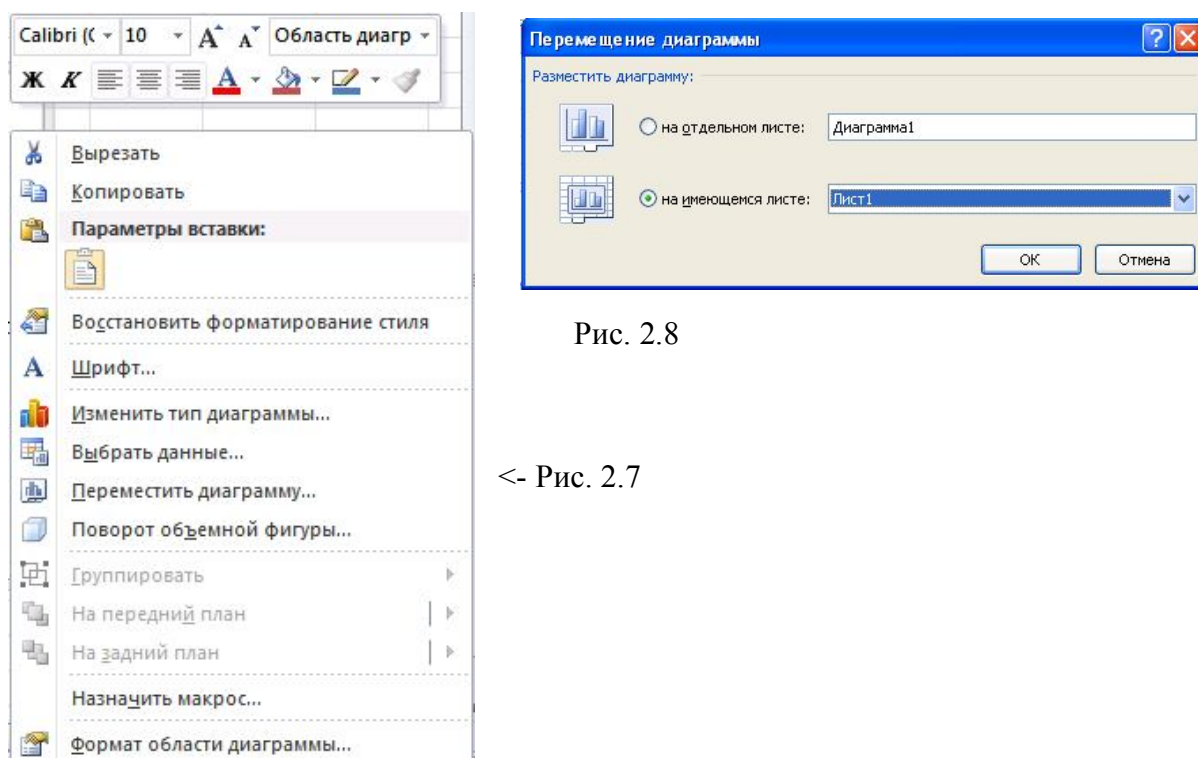 Calibri (( 10 A A Область диагр
Ж К A
Вырезать
Копировать
Параметры вставки:
Восстановить форматирование стиля
А Шрифт...
Изменить тип диаграммы...
Выбрать данные...
Переместить диаграмму...
Поворот объемной фигуры...
Группировать
На передний план
На задний план
Назначить макрос...
Формат области диаграммы...
Перемещение диаграммы
Разместить диаграмму:
на отдельном листе: Диаграмма1
на имеющемся листе: Лист1
ОК Отмена
Рис. 2.8
<- Рис. 2.7